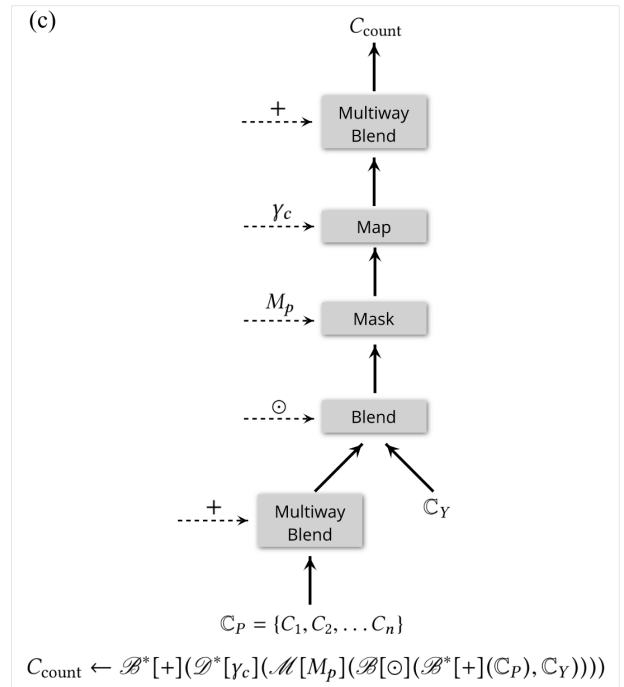 (c)
C_count
+
Multiway
Blend
γ_c
Map
M_p
Mask
⊙
Blend
+
Multiway
Blend
ℂ_Y
ℂ_P = {C_1, C_2, . . . C_n}
C_count ← ℬ*[+](𝒟*[γ_c](ℳ[M_p](ℬ[⊙](ℬ*[+](ℂ_P), ℂ_Y))))